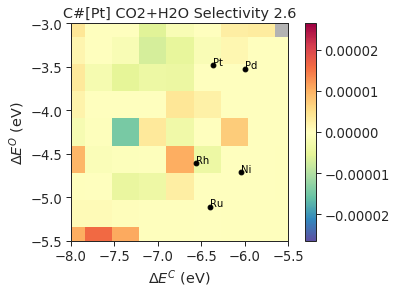 C#[Pt] CO2+H2O Selectivity 2.6
−3.0
−3.5
−4.0
−4.5
−5.0
−5.5
ΔE^O (eV)
Pt
Pd
Rh
Ni
Ru
−8.0 −7.5 −7.0 −6.5 −6.0 −5.5
ΔE^C (eV)
0.00002
0.00001
0.00000
−0.00001
−0.00002